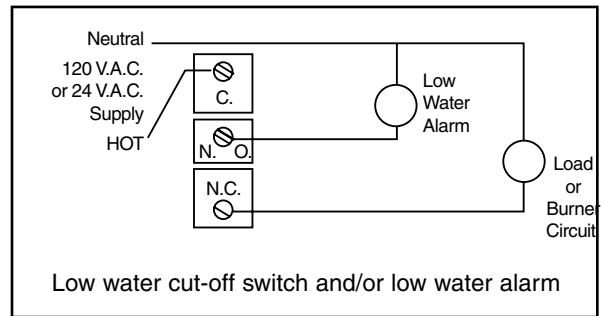 Neutral
120 V.A.C.
or 24 V.A.C.
Supply
HOT
C.
N. O.
N.C.
Low
Water
Alarm
Load
or
Burner
Circuit
Low water cut-off switch and/or low water alarm